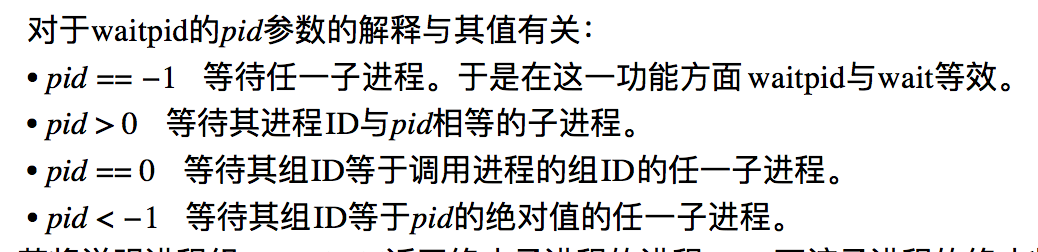 对于waitpid的pid参数的解释与其值有关：
• pid == −1 等待任一子进程。于是在这一功能方面waitpid与wait等效。
• pid > 0 等待其进程ID与pid相等的子进程。
• pid == 0 等待其组ID等于调用进程的组ID的任一子进程。
• pid < −1 等待其组ID等于pid的绝对值的任一子进程。